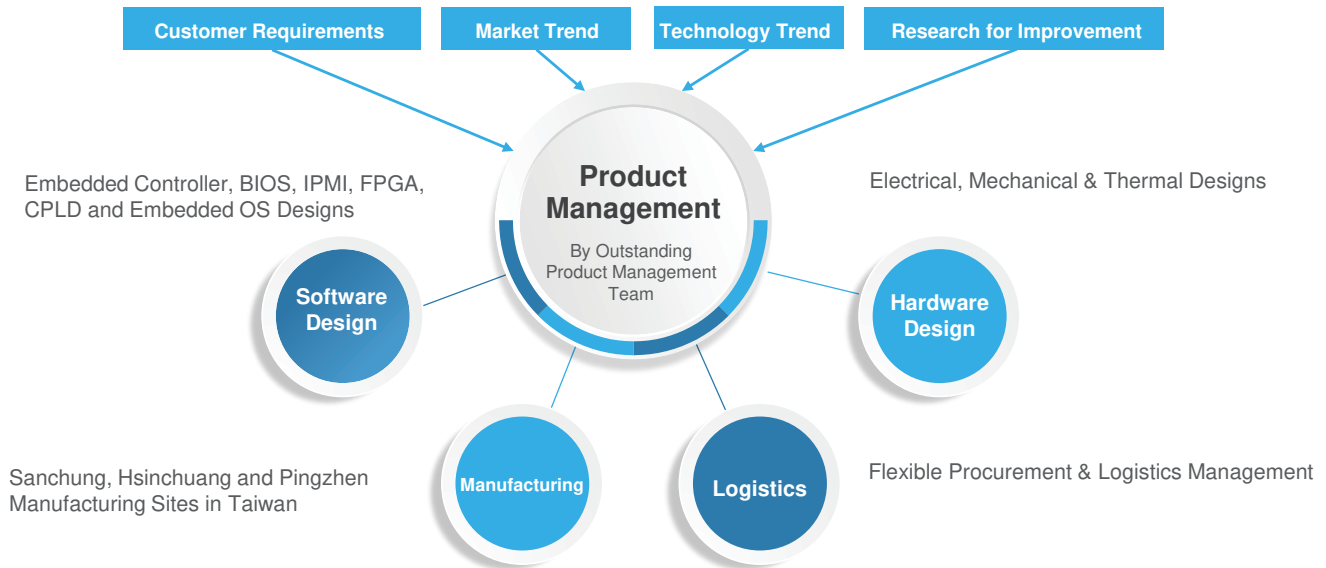 Customer Requirements
Market Trend
Technology Trend
Research for Improvement
Product
Management
By Outstanding
Product Management
Team
Embedded Controller, BIOS, IPMI, FPGA,
CPLD and Embedded OS Designs
Electrical, Mechanical & Thermal Designs
Software
Design
Hardware
Design
Manufacturing
Logistics
Sanchung, Hsinchuang and Pingzhen
Manufacturing Sites in Taiwan
Flexible Procurement & Logistics Management